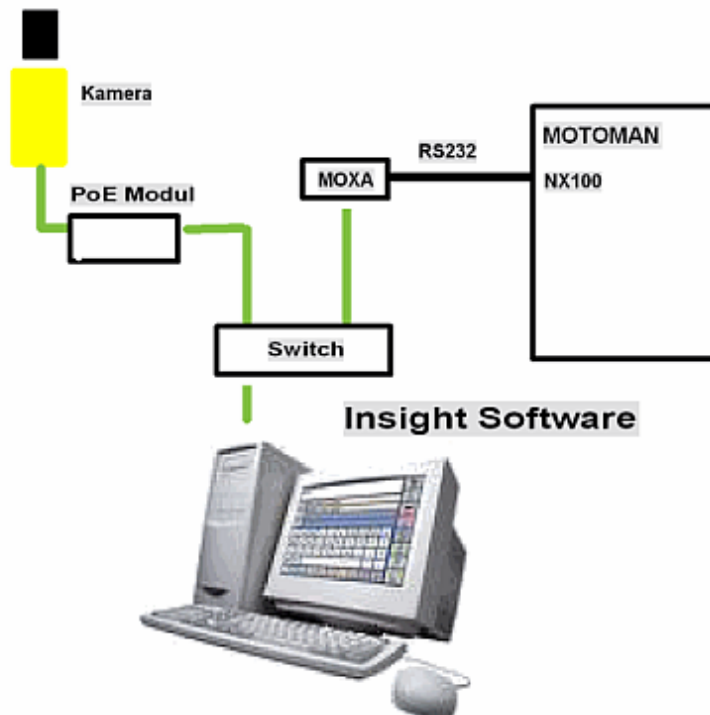 Kamera
RS232
MOTOMAN
MOXA
NX100
PoE Modul
Switch
Insight Software